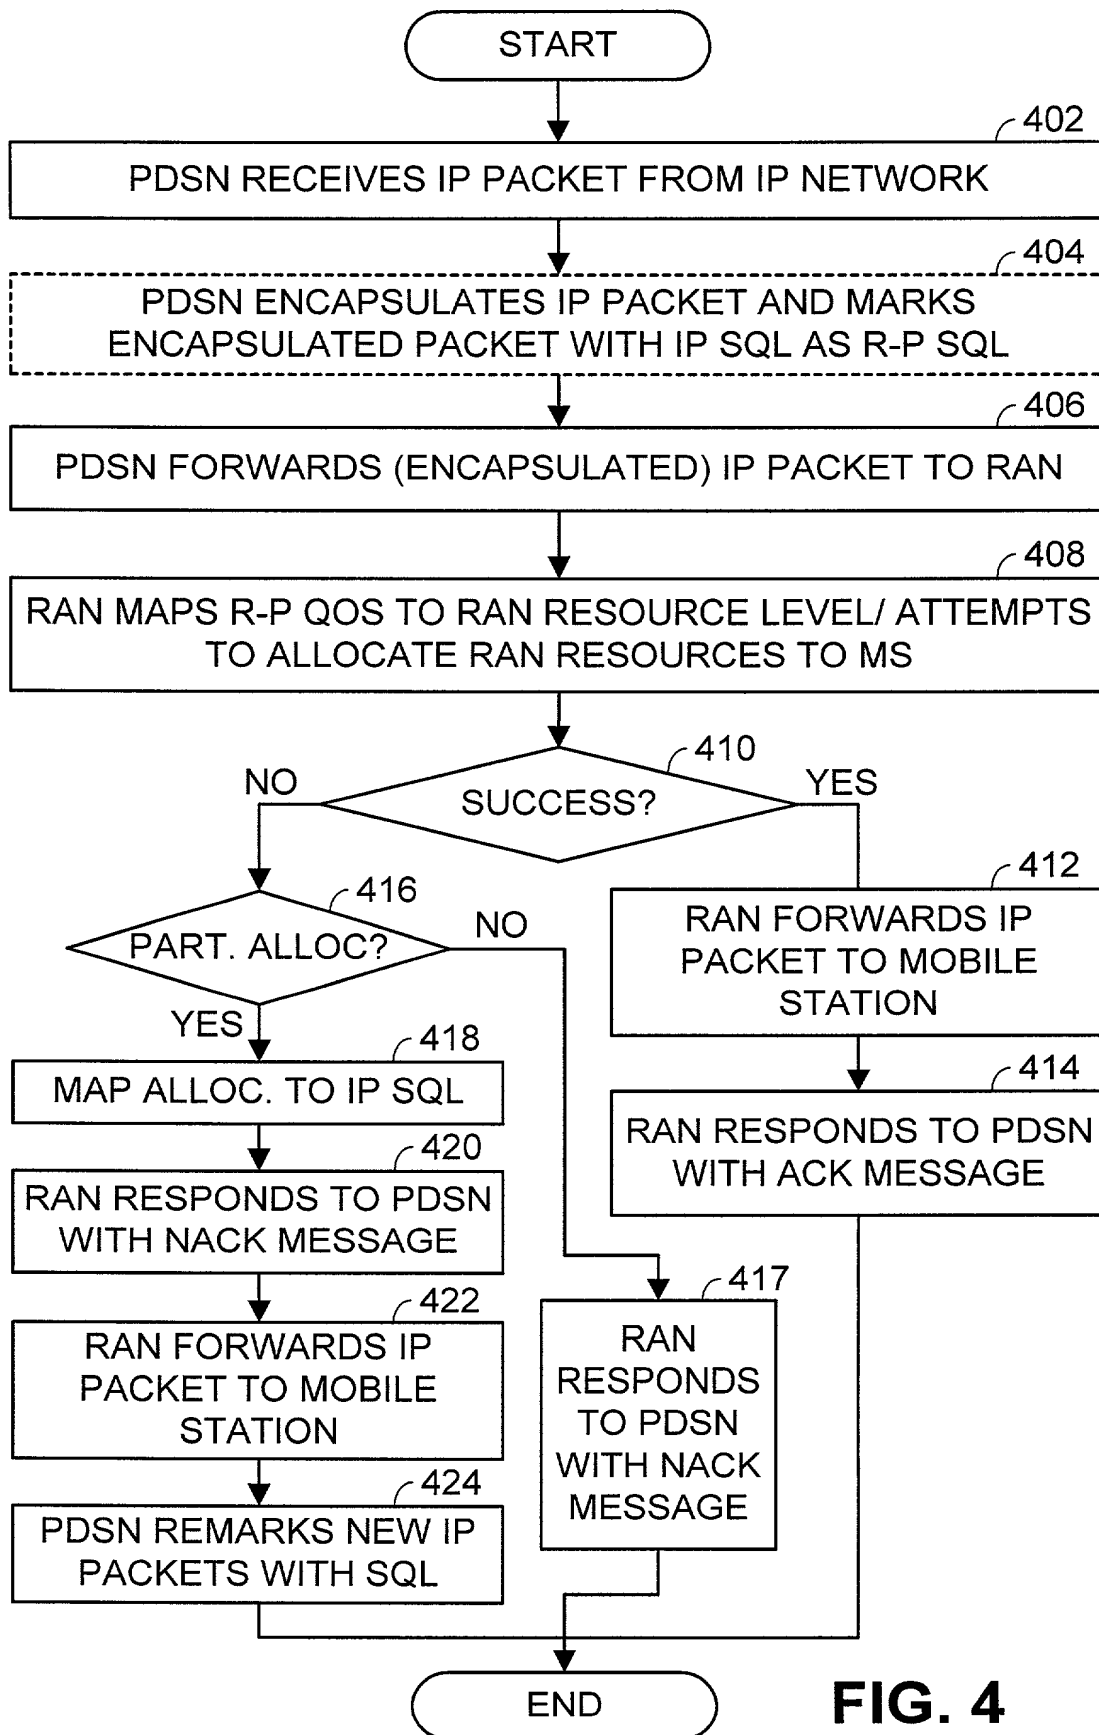 START
402
PDSN RECEIVES IP PACKET FROM IP NETWORK
404
PDSN ENCAPSULATES IP PACKET AND MARKS
ENCAPSULATED PACKET WITH IP SQL AS R-P SQL
406
PDSN FORWARDS (ENCAPSULATED) IP PACKET TO RAN
408
RAN MAPS R-P QOS TO RAN RESOURCE LEVEL/ ATTEMPTS
TO ALLOCATE RAN RESOURCES TO MS
410
NO
SUCCESS?
YES
412
RAN FORWARDS IP
PACKET TO MOBILE
STATION
416
PART. ALLOC?
NO
YES
414
RAN RESPONDS TO PDSN
WITH ACK MESSAGE
418
MAP ALLOC. TO IP SQL
420
RAN RESPONDS TO PDSN
WITH NACK MESSAGE
417
RAN
RESPONDS
TO PDSN
WITH NACK
MESSAGE
422
RAN FORWARDS IP
PACKET TO MOBILE
STATION
424
PDSN REMARKS NEW IP
PACKETS WITH SQL
END
FIG. 4